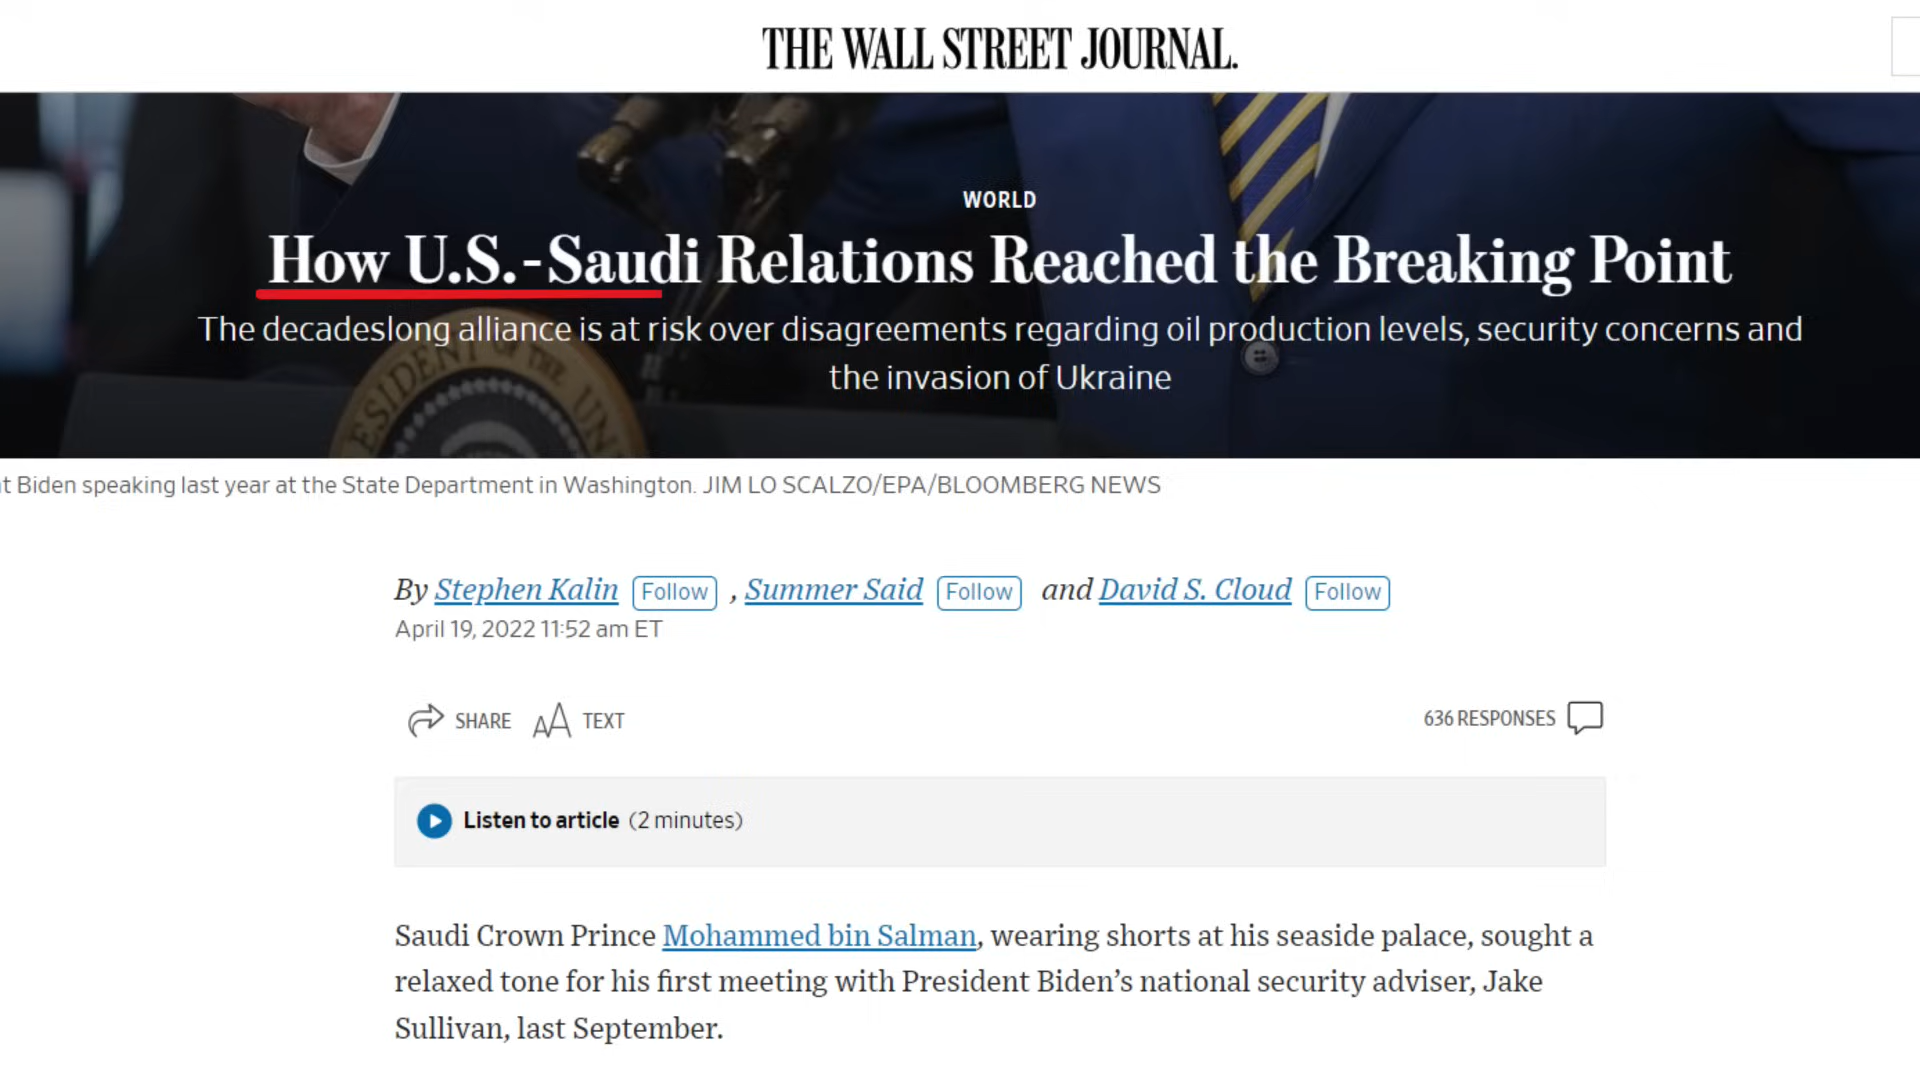 THE WALL STREET JOURNAL.
WORLD
How U.S.-Saudi Relations Reached the Breaking Point
The decadeslong alliance is at risk over disagreements regarding oil production levels, security concerns and
the invasion of Ukraine
ESIDENT OF THE UN
t Biden speaking last year at the State Department in Washington. JIM LO SCALZO/EPA/BLOOMBERG NEWS
By Stephen Kalin Follow , Summer Said Follow and David S. Cloud Follow
April 19, 2022 11:52 am ET
SHARE AA TEXT
636 RESPONSES
Listen to article (2 minutes)
Saudi Crown Prince Mohammed bin Salman, wearing shorts at his seaside palace, sought a
relaxed tone for his first meeting with President Biden’s national security adviser, Jake
Sullivan, last September.